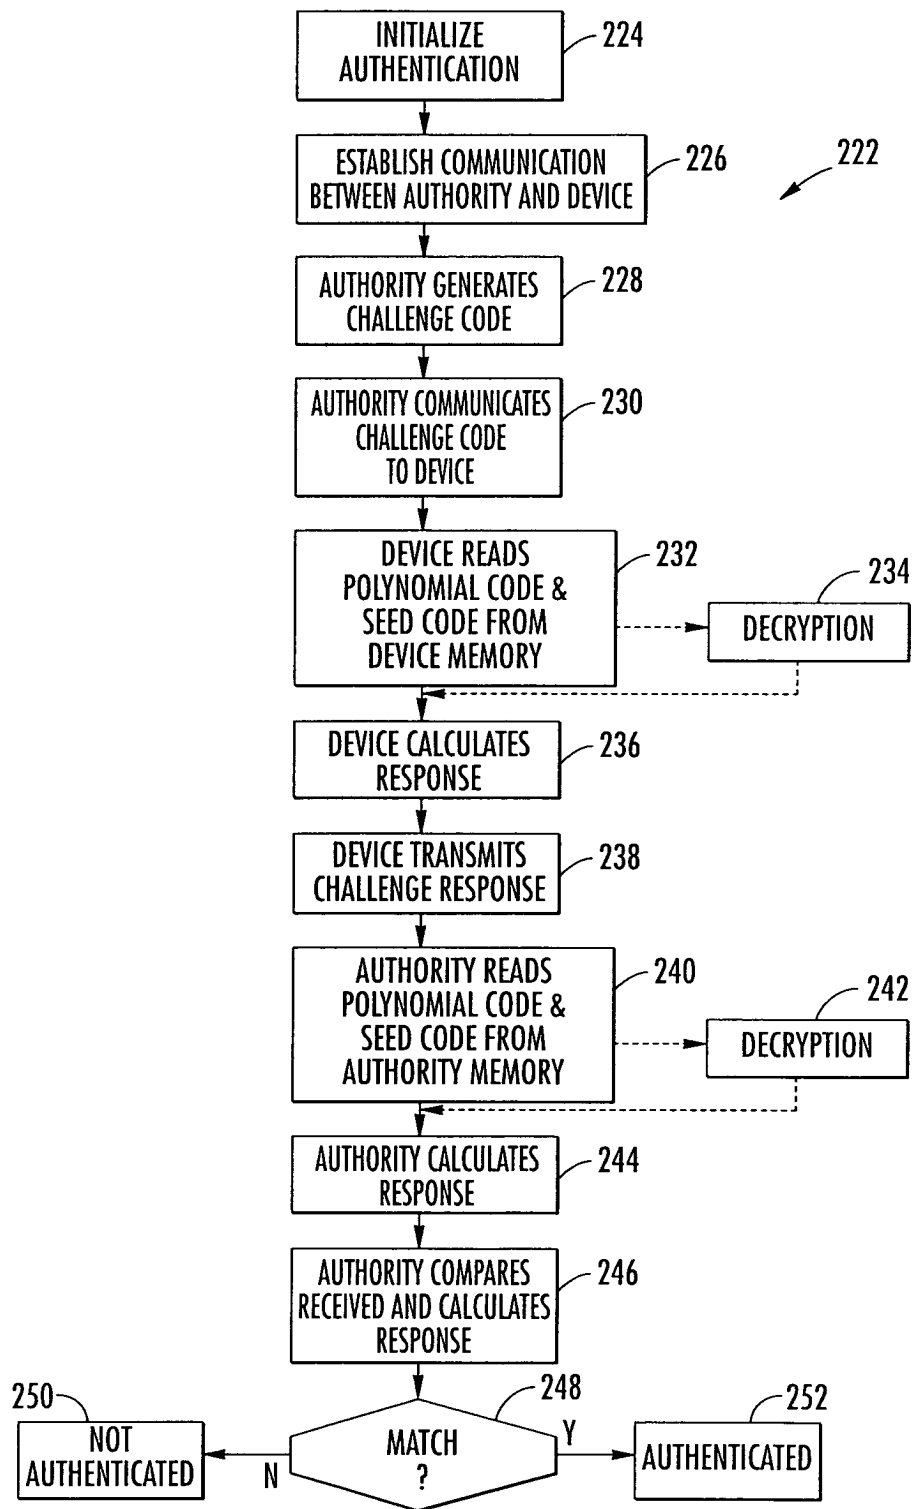 INITIALIZE
AUTHENTICATION
224
ESTABLISH COMMUNICATION
BETWEEN AUTHORITY AND DEVICE
226
222
AUTHORITY GENERATES
CHALLENGE CODE
228
AUTHORITY COMMUNICATES
CHALLENGE CODE
TO DEVICE
230
DEVICE READS
POLYNOMIAL CODE &
SEED CODE FROM
DEVICE MEMORY
232
234
DECRYPTION
DEVICE CALCULATES
RESPONSE
236
DEVICE TRANSMITS
CHALLENGE RESPONSE
238
AUTHORITY READS
POLYNOMIAL CODE &
SEED CODE FROM
AUTHORITY MEMORY
240
242
DECRYPTION
AUTHORITY CALCULATES
RESPONSE
244
AUTHORITY COMPARES
RECEIVED AND CALCULATES
RESPONSE
246
248
MATCH
?
N
Y
250
NOT
AUTHENTICATED
252
AUTHENTICATED